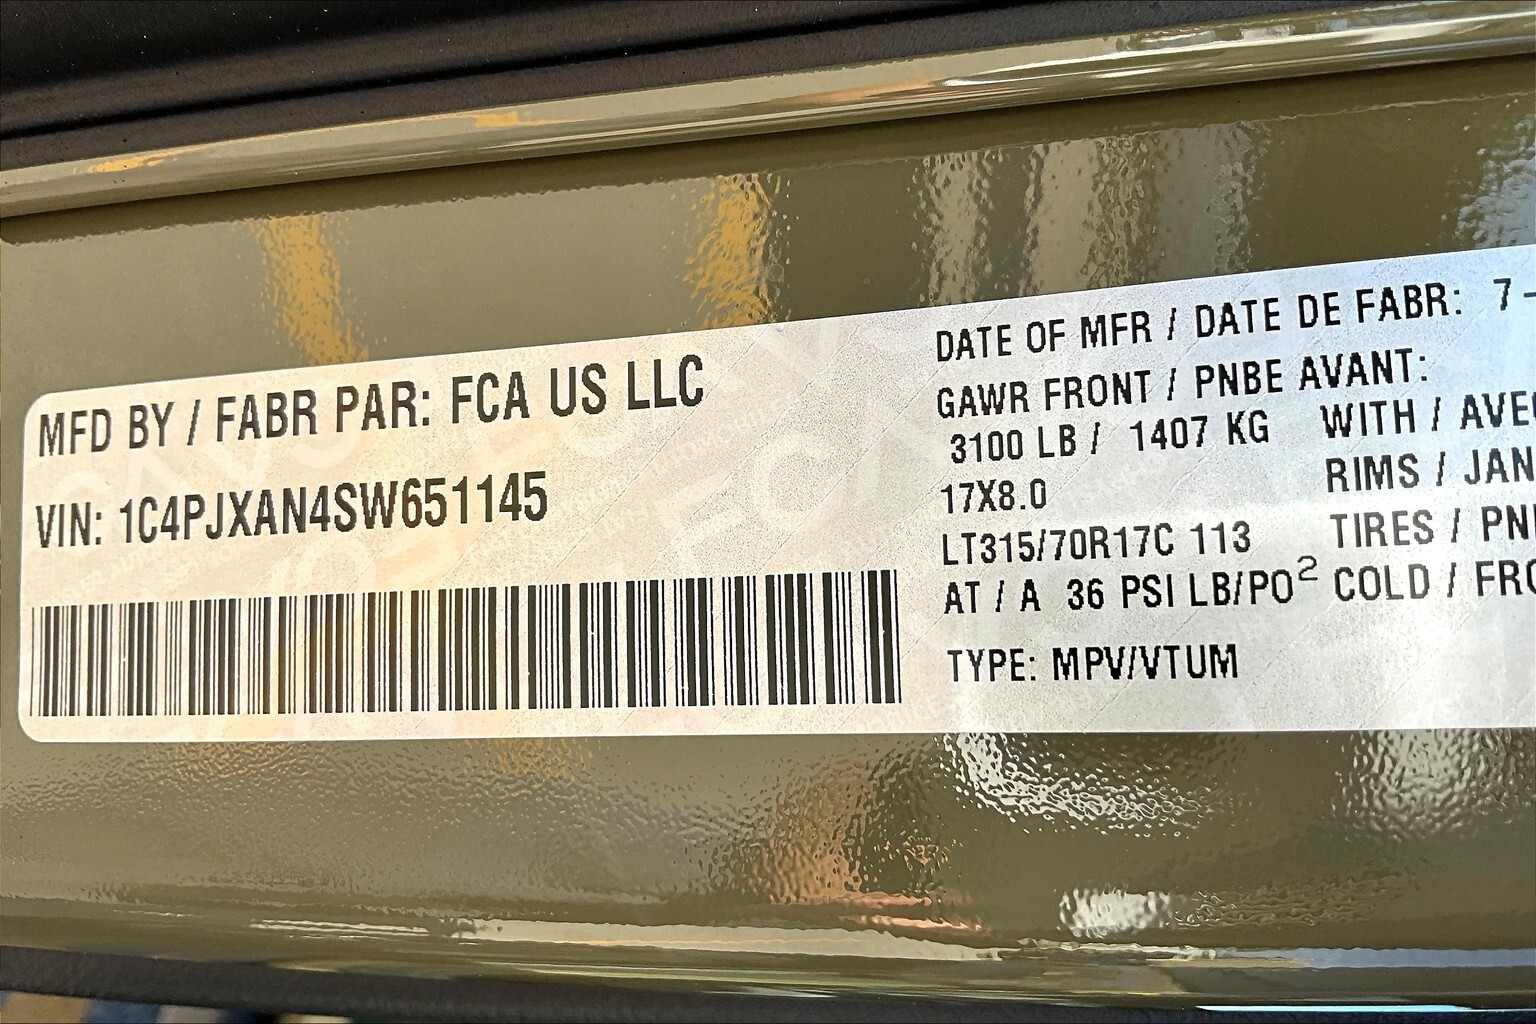 MFD BY / FABR PAR: FCA US LLC
VIN: 1C4PJXAN4SW651145
DATE OF MFR / DATE DE FABR: 7-
GAWR FRONT / PNBE AVANT:
3100 LB / 1407 KG WITH / AVE
17X8.0 RIMS / JAN
LT315/70R17C 113 TIRES / PN
AT / A 36 PSI LB/PO² COLD / FRO
TYPE: MPV/VTUM